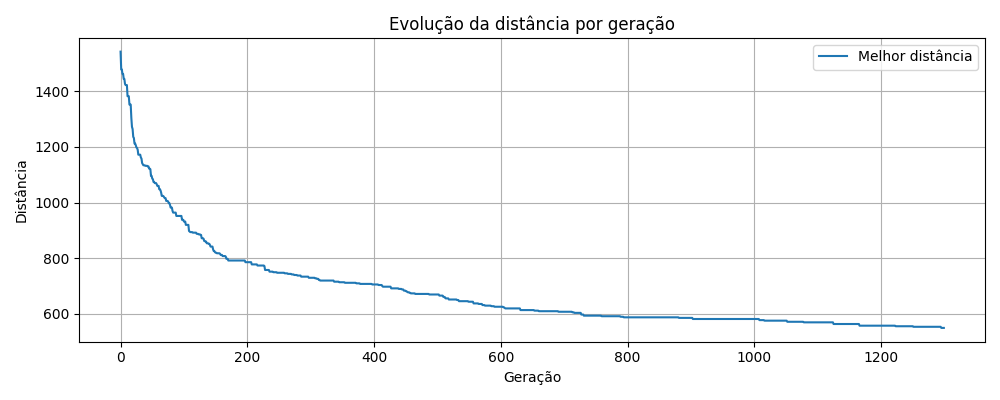 Evolução da distância por geração
Melhor distância
Distância
1400
1200
1000
800
600
0 200 400 600 800 1000 1200
Geração